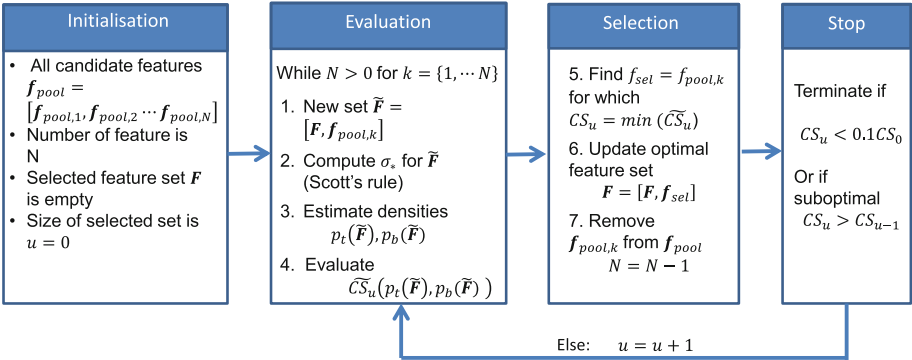 Initialisation
• All candidate features
f_pool =
[f_pool,1, f_pool,2 ⋯ f_pool,N]
• Number of feature is
N
• Selected feature set F
is empty
• Size of selected set is
u = 0
Evaluation
While N > 0 for k = {1, ⋯ N}
1. New set F̃ =
[F, f_pool,k]
2. Compute σ_* for F̃
(Scott's rule)
3. Estimate densities
p_t(F̃), p_b(F̃)
4. Evaluate
C̃S̃_u(p_t(F̃), p_b(F̃) )
Selection
5. Find f_sel = f_pool,k
for which
CS_u = min (C̃S̃_u)
6. Update optimal
feature set
F = [F, f_sel]
7. Remove
f_pool,k from f_pool
N = N − 1
Stop
Terminate if
CS_u < 0.1CS_0
Or if
suboptimal
CS_u > CS_u−1
Else: u = u + 1